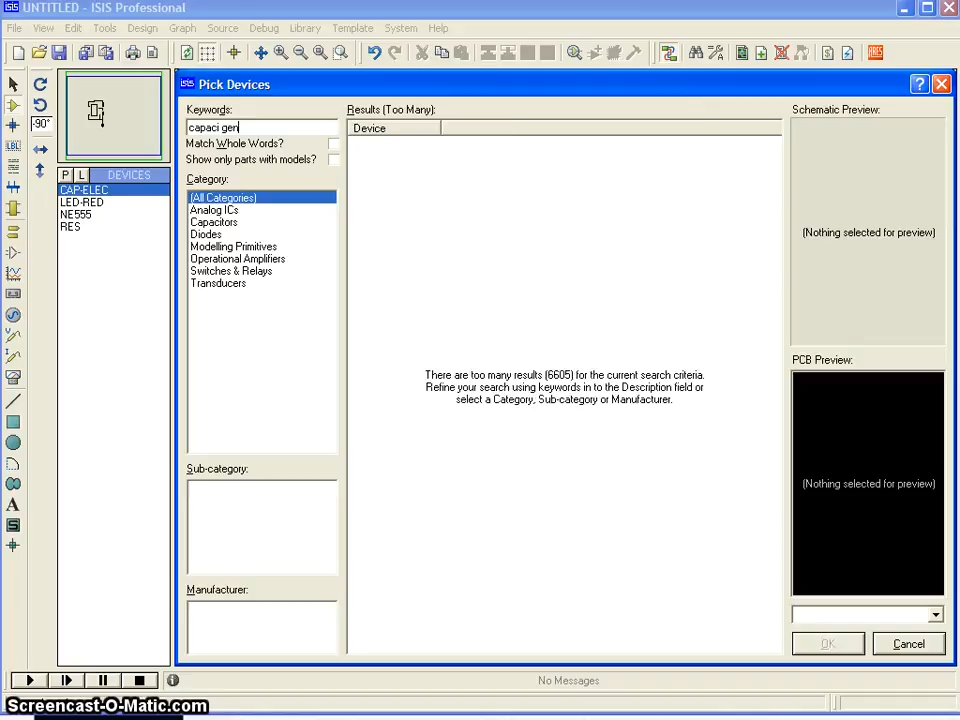 UNTITLED - ISIS Professional
File View Edit Tools Design Graph Source Debug Library Template System Help
Pick Devices
Keywords:
capaci gen
Match Whole Words?
Show only parts with models?
Category:
(All Categories)
Analog ICs
Capacitors
Diodes
Modelling Primitives
Operational Amplifiers
Switches & Relays
Transducers
Sub-category:
Manufacturer:
Results (Too Many):
Device
There are too many results (6605) for the current search criteria.
Refine your search using keywords in to the Description field or
select a Category, Sub-category or Manufacturer.
Schematic Preview:
(Nothing selected for preview)
PCB Preview:
(Nothing selected for preview)
OK
Cancel
-90°
P L DEVICES
CAP-ELEC
LED-RED
NE555
RES
LBL
A
S
ARES
No Messages
Screencast-O-Matic.com